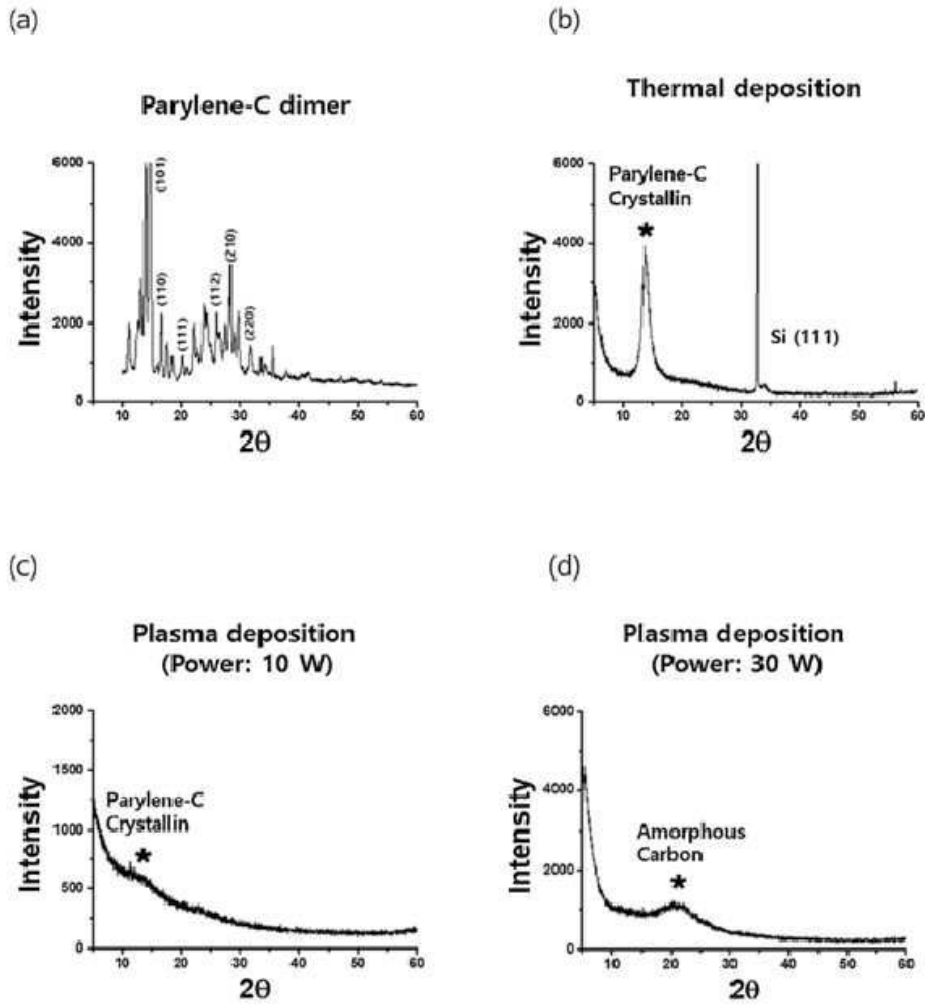 (a)
Parylene-C dimer
6000
4000
2000
0
Intensity
(101)
(110)
(111)
(112)
(210)
(220)
10 20 30 40 50 60
2θ
(b)
Thermal deposition
6000
4000
2000
0
Intensity
Parylene-C
Crystallin
*
Si (111)
10 20 30 40 50 60
2θ
(c)
Plasma deposition
(Power: 10 W)
2000
1500
1000
500
0
Intensity
Parylene-C
Crystallin
*
10 20 30 40 50 60
2θ
(d)
Plasma deposition
(Power: 30 W)
6000
4000
2000
0
Intensity
Amorphous
Carbon
*
10 20 30 40 50 60
2θ